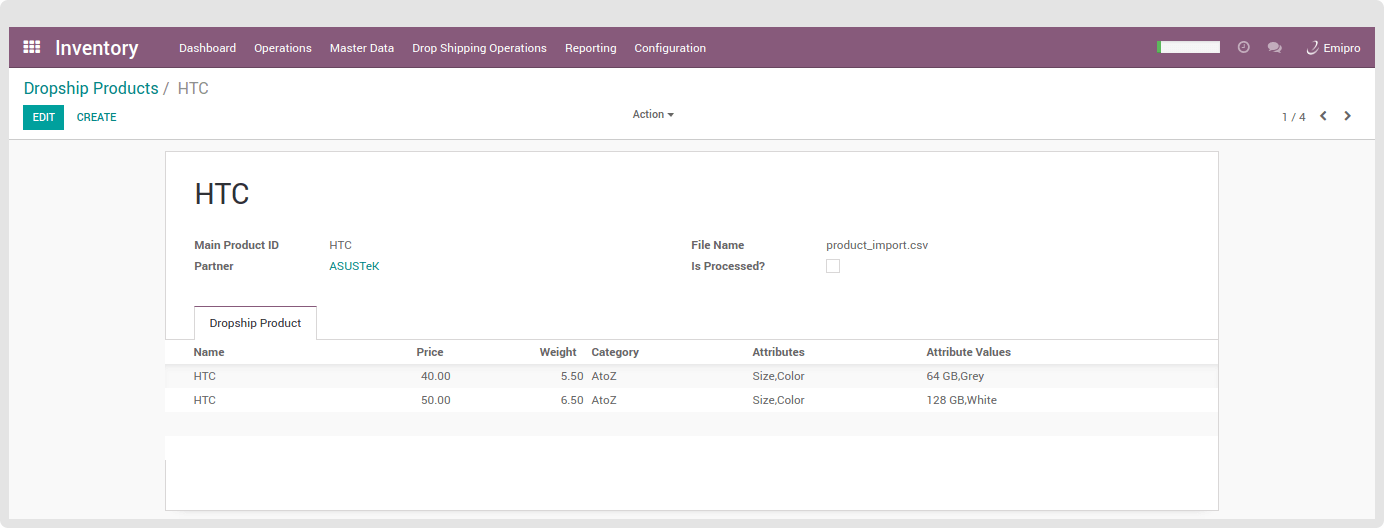 Inventory Dashboard Operations Master Data Drop Shipping Operations Reporting Configuration Emipro
Dropship Products / HTC
EDIT CREATE Action 1 / 4
HTC
Main Product ID HTC File Name product_import.csv
Partner ASUSTeK Is Processed?
Dropship Product
Name Price Weight Category Attributes Attribute Values
HTC 40.00 5.50 AtoZ Size,Color 64 GB,Grey
HTC 50.00 6.50 AtoZ Size,Color 128 GB,White